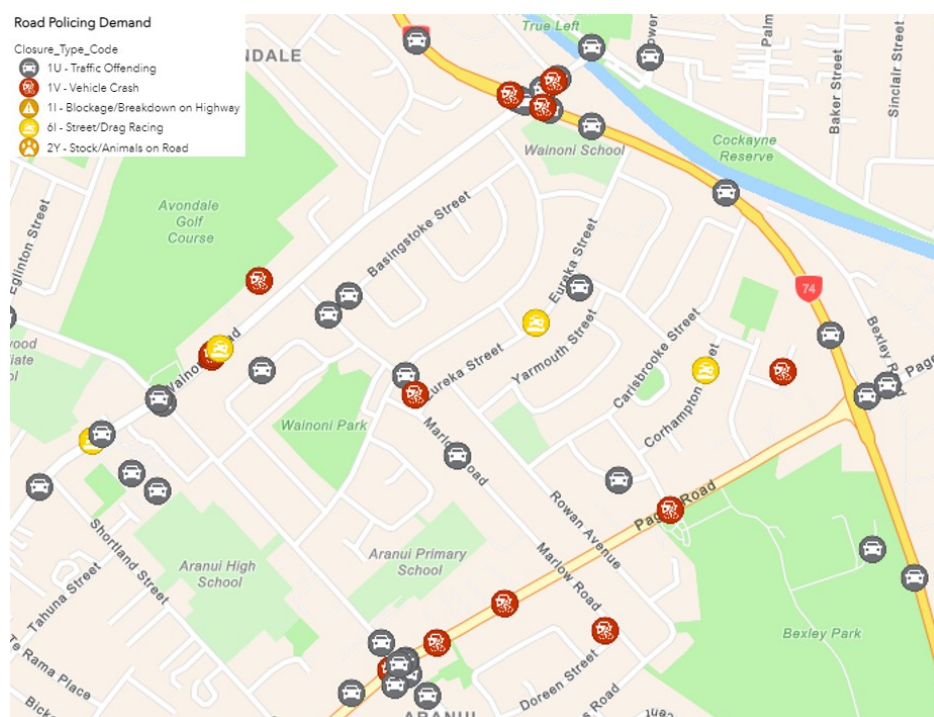 Road Policing Demand
Closure_Type_Code
1U - Traffic Offending
1V - Vehicle Crash
1I - Blockage/Breakdown on Highway
6I - Street/Drag Racing
2Y - Stock/Animals on Road
NDALE
True Left
Palm
Baker Street
Sinclair Street
Cockayne
Reserve
Wainoni School
Eglinton Street
Avondale
Golf
Course
Basingstoke Street
Eureka Street
74
Bexley R
Page
Yarmouth Street
Carisbrooke Street
Corhampton
Eureka Street
Wainoni Park
Marlow Road
Rowan Avenue
Pages Road
Shortland Street
Aranui High
School
Aranui Primary
School
Marlow Road
Tahuna Street
Te Rama Place
Doreen Street
Bexley Park
ARANUI